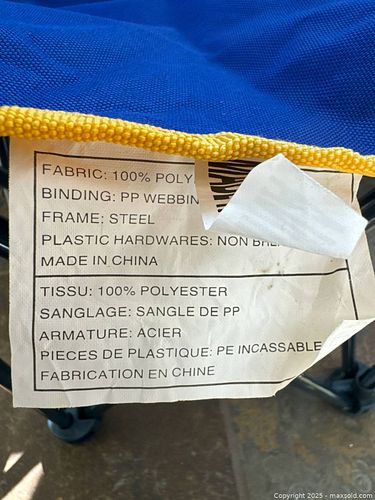 FABRIC: 100% POLY
BINDING: PP WEBBIN
FRAME: STEEL
PLASTIC HARDWARES: NON BRE
MADE IN CHINA
TISSU: 100% POLYESTER
SANGLAGE: SANGLE DE PP
ARMATURE: ACIER
PIECES DE PLASTIQUE: PE INCASSABLE
FABRICATION EN CHINE
Copyright 2025 - maxsold.com